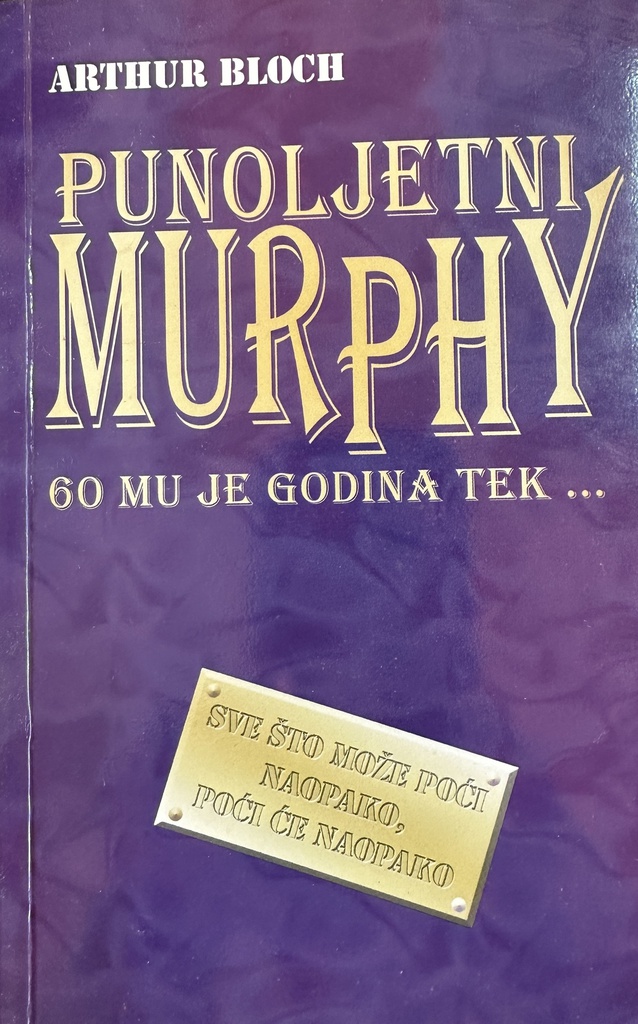 ARTHUR BLOCH
PUNOLJETNI
MURPHY
60 MU JE GODINA TEK ...
SVE ŠTO MOŽE POĆI
NAOPAKO,
POĆI ĆE NAOPAKO